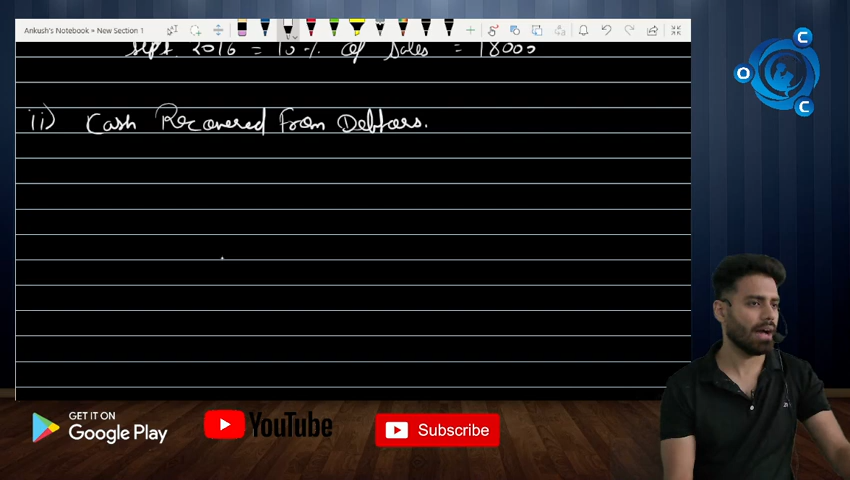 Ankush's Notebook » New Section 1
Sept. 2016 = 10% of Sales = 18000
ii) Cash Recovered from Debtors.
C
O
C
GET IT ON
Google Play
YouTube
Subscribe